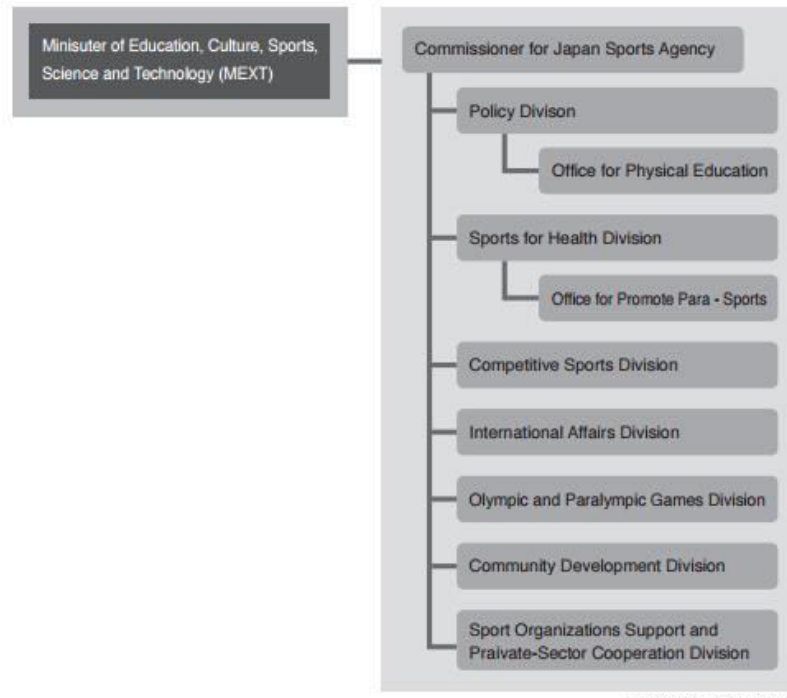 Minisuter of Education, Culture, Sports,
Science and Technology (MEXT)
Commissioner for Japan Sports Agency
Policy Divison
Office for Physical Education
Sports for Health Division
Office for Promote Para - Sports
Competitive Sports Division
International Affairs Division
Olympic and Paralympic Games Division
Community Development Division
Sport Organizations Support and
Praivate-Sector Cooperation Division